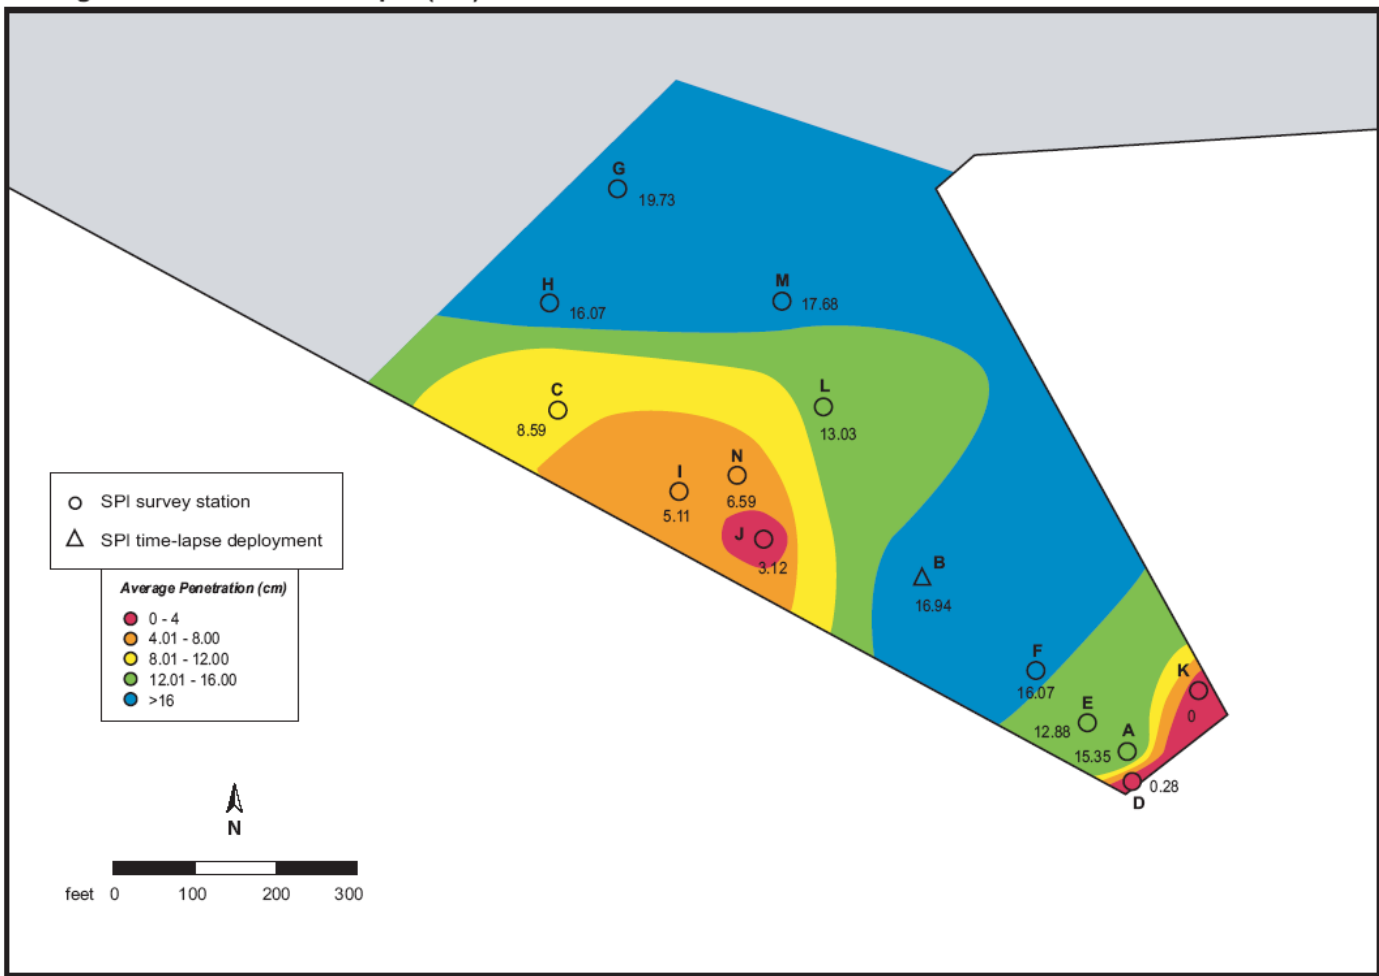 G
19.73
H
16.07
M
17.68
C
8.59
L
13.03
N
6.59
I
5.11
J
3.12
B
16.94
F
16.07
K
0
E
12.88
A
15.35
0.28
D
SPI survey station
SPI time-lapse deployment
Average Penetration (cm)
0 - 4
4.01 - 8.00
8.01 - 12.00
12.01 - 16.00
>16
N
feet 0 100 200 300